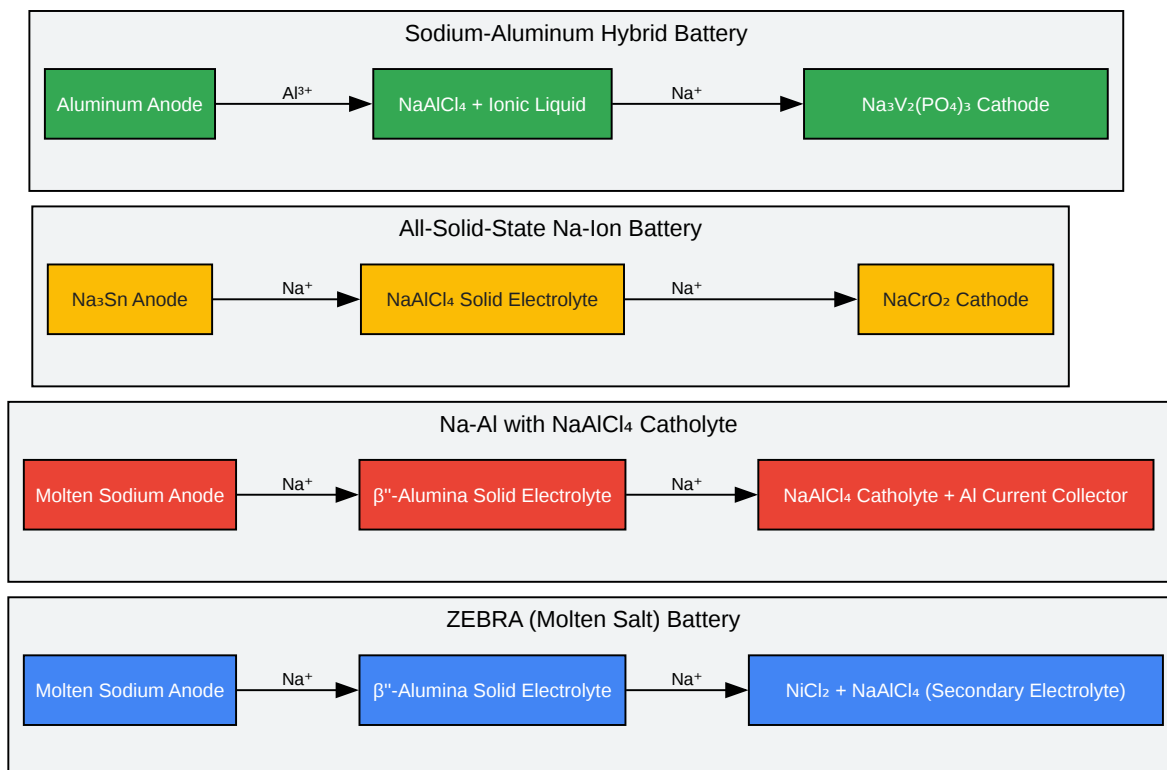 Sodium-Aluminum Hybrid Battery
Aluminum Anode
Al³⁺
NaAlCl₄ + Ionic Liquid
Na⁺
Na₃V₂(PO₄)₃ Cathode
All-Solid-State Na-Ion Battery
Na₃Sn Anode
Na⁺
NaAlCl₄ Solid Electrolyte
Na⁺
NaCrO₂ Cathode
Na-Al with NaAlCl₄ Catholyte
Molten Sodium Anode
Na⁺
β"-Alumina Solid Electrolyte
Na⁺
NaAlCl₄ Catholyte + Al Current Collector
ZEBRA (Molten Salt) Battery
Molten Sodium Anode
Na⁺
β"-Alumina Solid Electrolyte
Na⁺
NiCl₂ + NaAlCl₄ (Secondary Electrolyte)